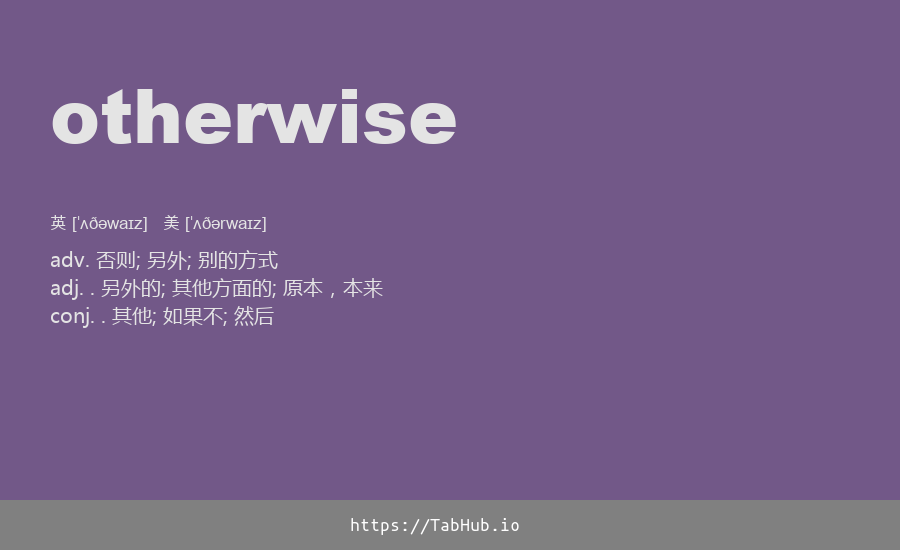 otherwise
英 [ˈʌðəwaɪz]   美 [ˈʌðərwaɪz]
adv. 否则; 另外; 别的方式
adj. . 另外的; 其他方面的; 原本，本来
conj. . 其他; 如果不; 然后
https://TabHub.io